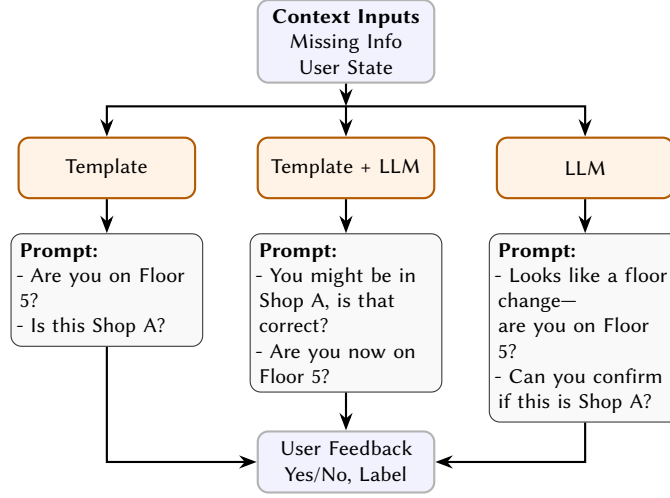 Context Inputs
Missing Info
User State
Template
Template + LLM
LLM
Prompt:
- Are you on Floor
5?
- Is this Shop A?
Prompt:
- You might be in
Shop A, is that
correct?
- Are you now on
Floor 5?
Prompt:
- Looks like a floor
change—
are you on Floor
5?
- Can you confirm
if this is Shop A?
User Feedback
Yes/No, Label